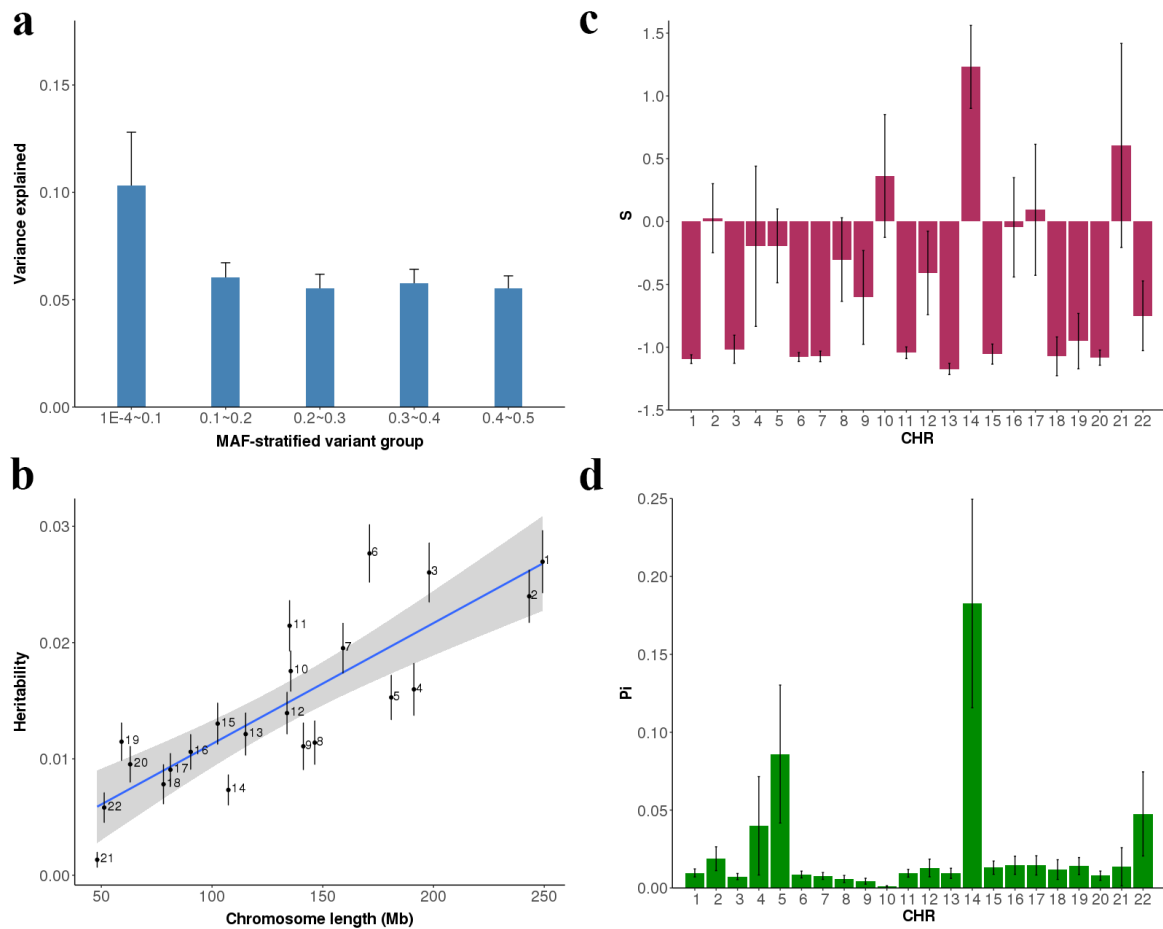 a
0.15
0.10
0.05
0.00
Variance explained
1E-4~0.1 0.1~0.2 0.2~0.3 0.3~0.4 0.4~0.5
MAF-stratified variant group
b
0.03
0.02
0.01
0.00
Heritability
1
2
3
4
5
6
7
8
9
10
11
12
13
14
15
16
17
18
19
20
21
22
50 100 150 200 250
Chromosome length (Mb)
c
1.5
1.0
0.5
0.0
-0.5
-1.0
-1.5
S
1 2 3 4 5 6 7 8 9 10 11 12 13 14 15 16 17 18 19 20 21 22
CHR
d
0.25
0.20
0.15
0.10
0.05
0.00
Pi
1 2 3 4 5 6 7 8 9 10 11 12 13 14 15 16 17 18 19 20 21 22
CHR